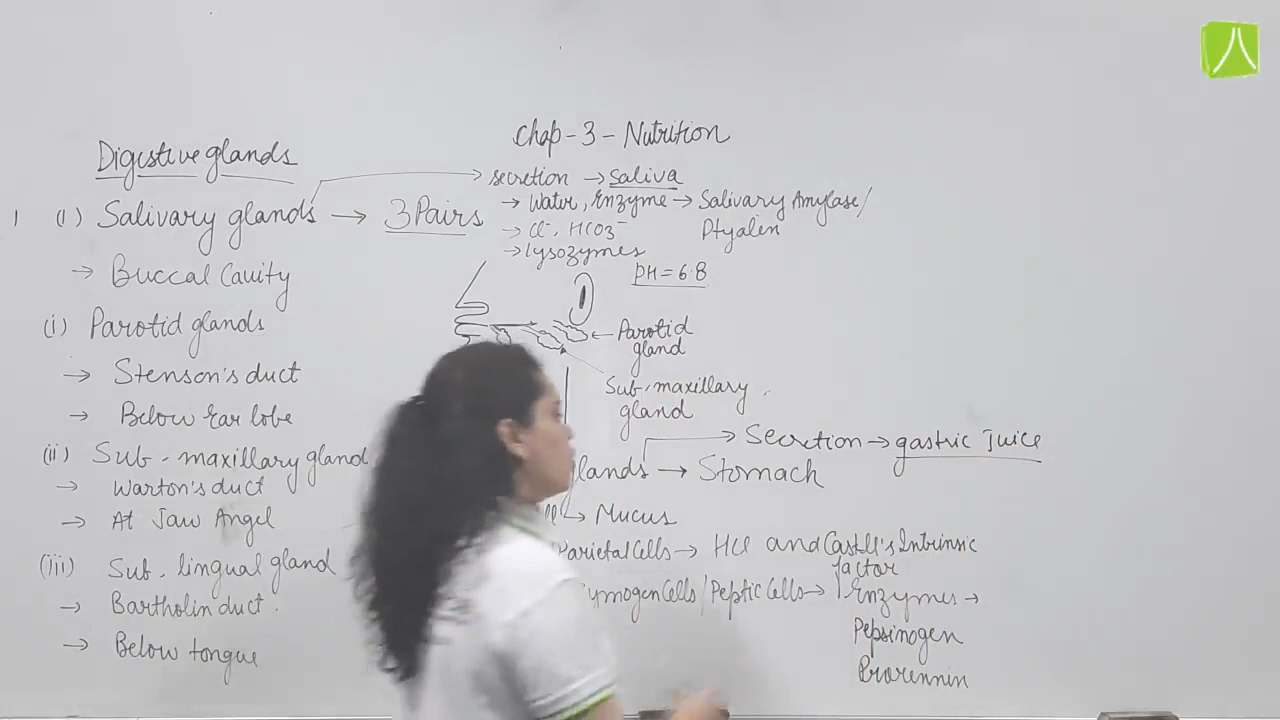 Chap-3-Nutrition
Digestive glands
1 (1) Salivary glands → 3 Pairs
→ Buccal Cavity
(i) Parotid glands
→ Stenson's duct
→ Below Ear lobe
(ii) Sub-maxillary gland
→ Warton's duct
→ At Jaw Angel
(iii) Sub-lingual gland
→ Bartholin duct.
→ Below tongue
secretion → Saliva
→ Water, Enzyme → Salivary Amylase/
Ptyalen
→ Cl⁻, HCO3⁻
→ Lysozymes
pH = 6.8
← Parotid
gland
Sub-maxillary
gland
→ Secretion → gastric Juice
glands → Stomach
→ Mucus
Parietal Cells → HCl and Castle's Intrinsic
factor
ymogen Cells / Peptic Cells → Enzymes →
Pepsinogen
Prorennin